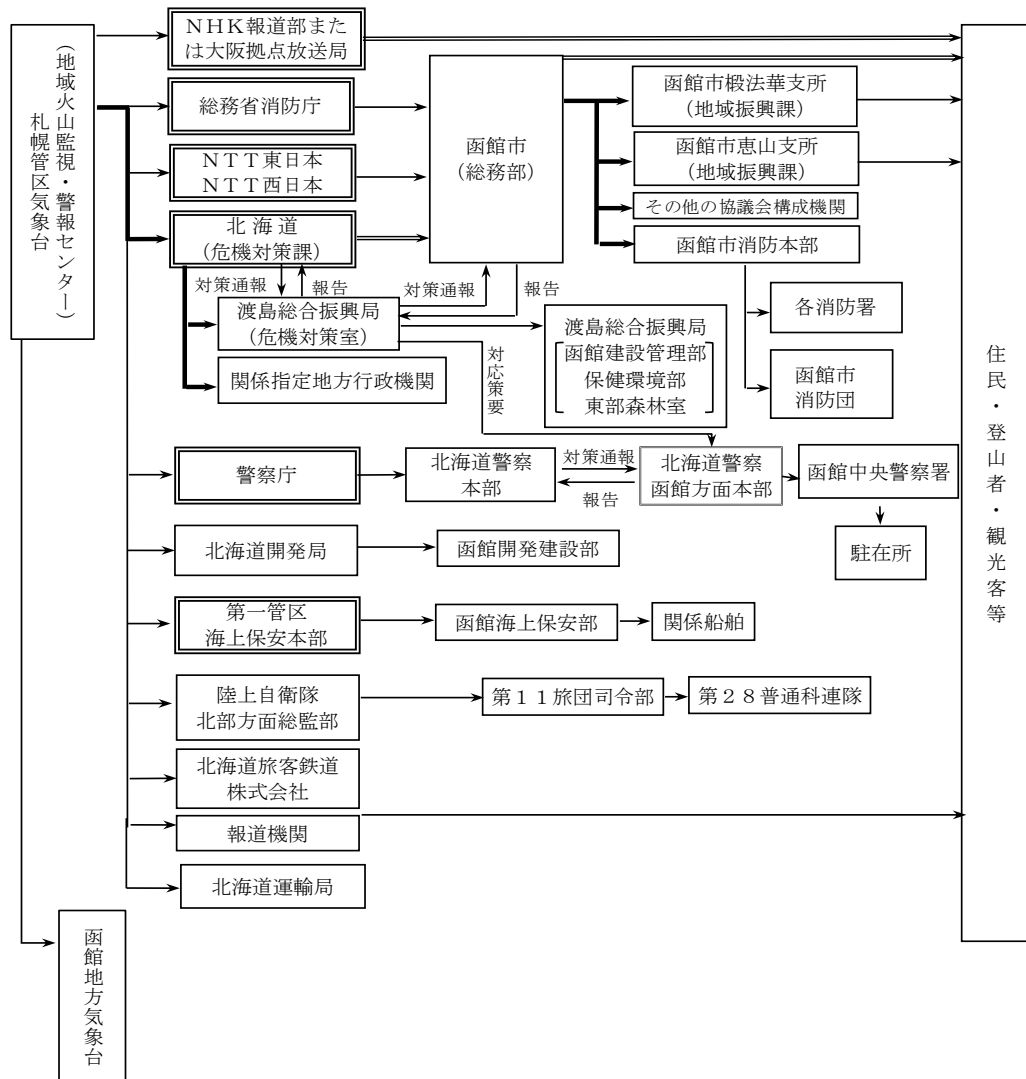 札幌管区気象台
(地域火山監視・警報センター)
ＮＨＫ報道部また
は大阪拠点放送局
総務省消防庁
ＮＴＴ東日本
ＮＴＴ西日本
北 海 道
(危機対策課)
函館市
(総務部)
函館市椴法華支所
(地域振興課)
函館市恵山支所
(地域振興課)
その他の協議会構成機関
函館市消防本部
対策通報
報告
対策通報
報告
渡島総合振興局
(危機対策室)
関係指定地方行政機関
対応策要
渡島総合振興局
函館建設管理部
保健環境部
東部森林室
各消防署
函館市
消防団
警察庁
北海道警察
本部
対策通報
報告
北海道警察
函館方面本部
函館中央警察署
駐在所
北海道開発局
函館開発建設部
第一管区
海上保安本部
函館海上保安部
関係船舶
陸上自衛隊
北部方面総監部
第１１旅団司令部
第２８普通科連隊
北海道旅客鉄道
株式会社
報道機関
北海道運輸局
函館地方気象台
住民・登山者・観光客等